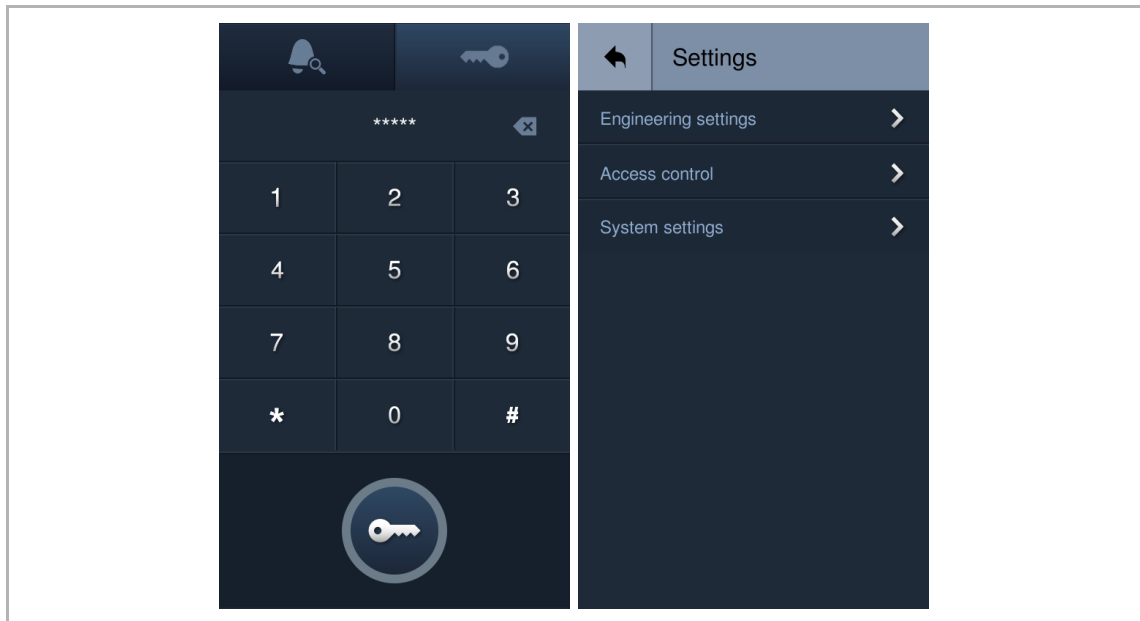 *****
1 2 3
4 5 6
7 8 9
* 0 #
Settings
Engineering settings
Access control
System settings